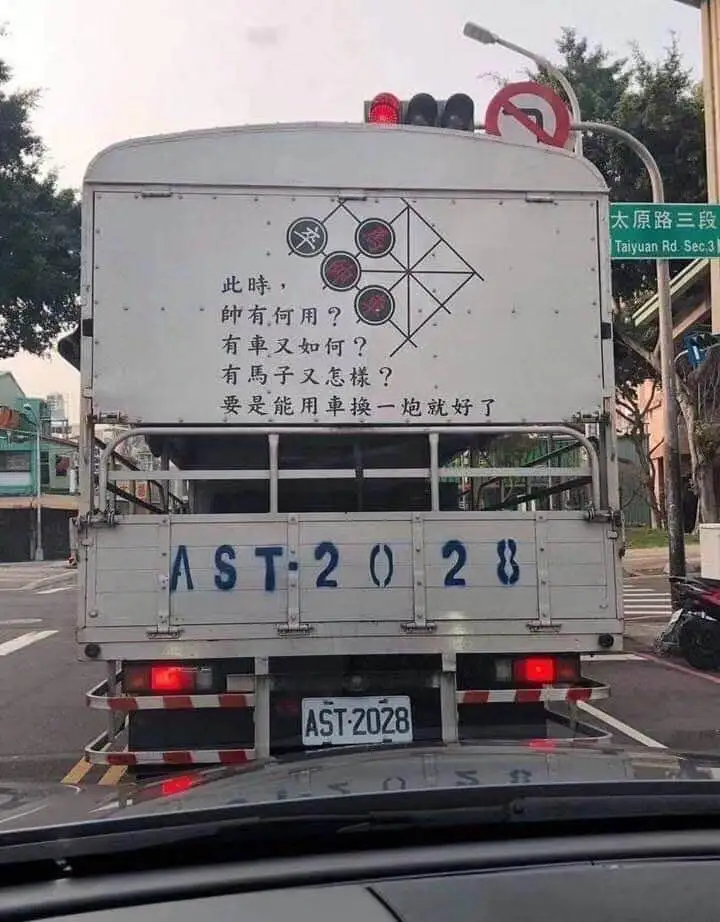 太原路三段
Taiyuan Rd. Sec.3
卒
此時，
帥有何用？
有車又如何？
有馬子又怎樣？
要是能用車換一炮就好了
AST-2028
AST-2028